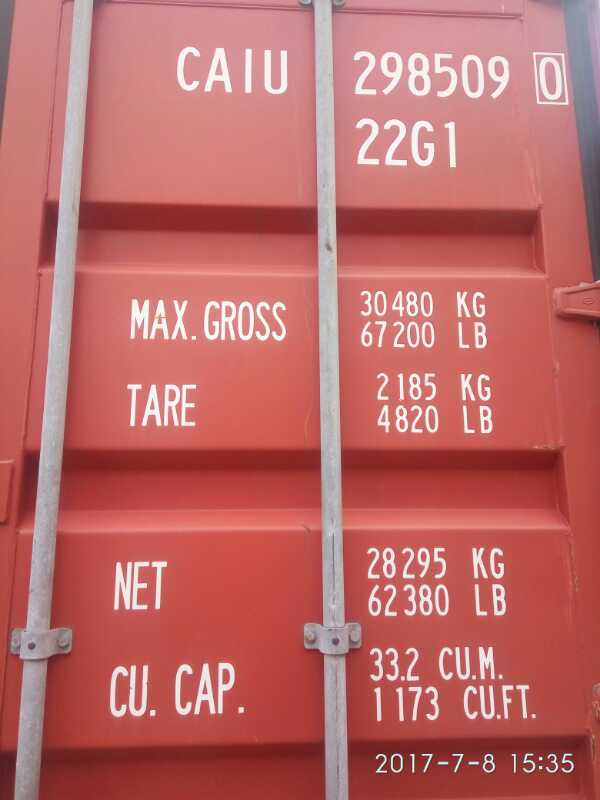 CAIU 298509 0
22G1
MAX. GROSS 30480 KG
67200 LB
TARE 2185 KG
4820 LB
NET 28295 KG
62380 LB
CU. CAP. 33.2 CU.M.
1173 CU.FT.
2017-7-8 15:35